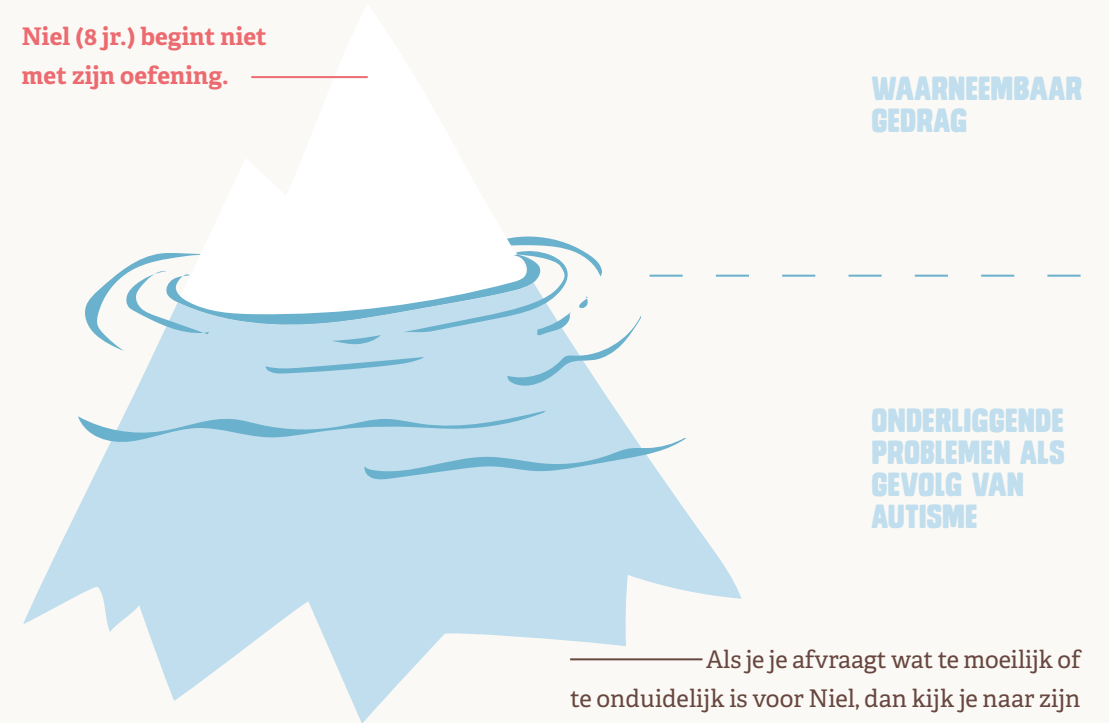 Niel (8 jr.) begint niet
met zijn oefening.
WAARNEEMBAAR
GEDRAG
ONDERLIGGENDE
PROBLEMEN ALS
GEVOLG VAN
AUTISME
Als je je afvraagt wat te moeilijk of
te onduidelijk is voor Niel, dan kijk je naar zijn